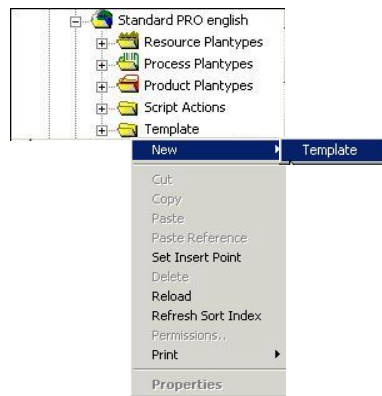 Standard PRO english
Resource Plantypes
Process Plantypes
Product Plantypes
Script Actions
Template
New Template
Cut
Copy
Paste
Paste Reference
Set Insert Point
Delete
Reload
Refresh Sort Index
Permissions..
Print
Properties